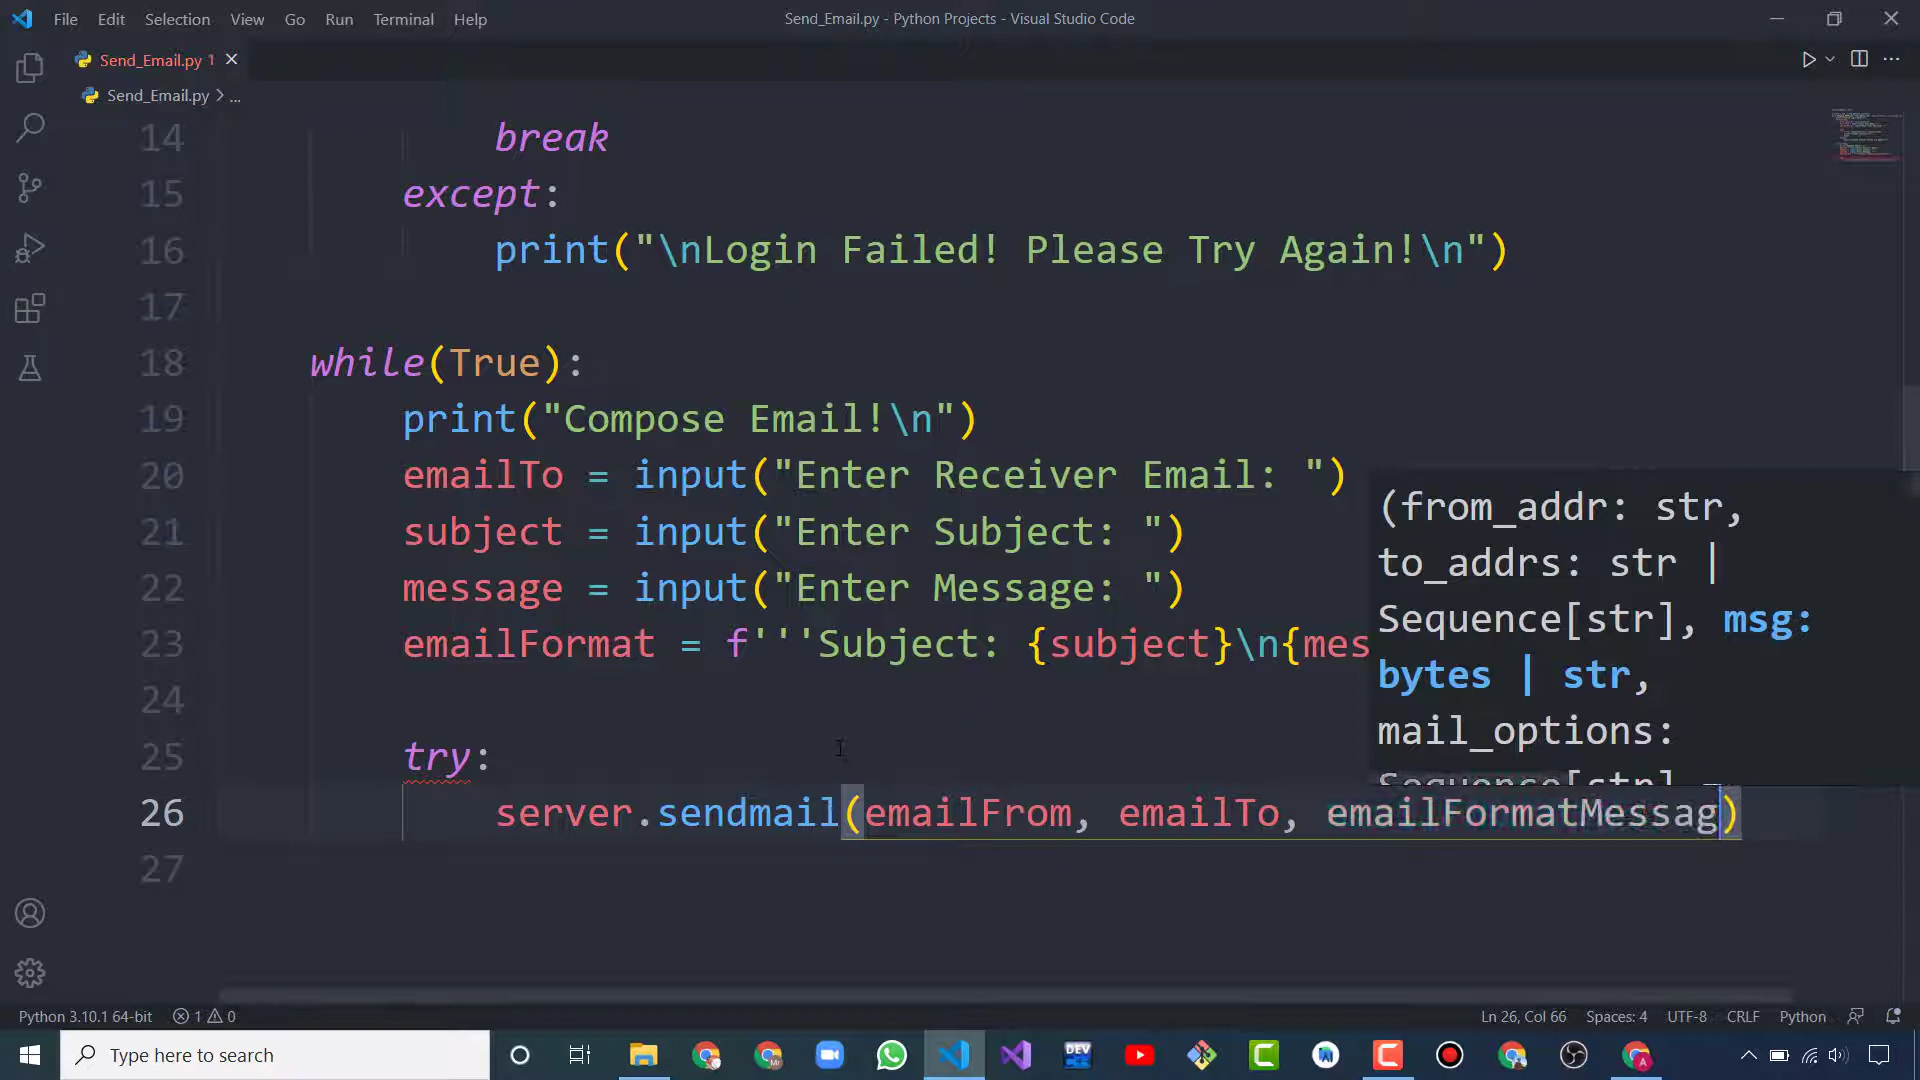 File Edit Selection View Go Run Terminal Help
Send_Email.py - Python Projects - Visual Studio Code
Send_Email.py 1
Send_Email.py > ...
14 break
15 except:
16 print("\nLogin Failed! Please Try Again!\n")
17
18 while(True):
19 print("Compose Email!\n")
20 emailTo = input("Enter Receiver Email: ")
21 subject = input("Enter Subject: ")
22 message = input("Enter Message: ")
23 emailFormat = f'''Subject: {subject}\n{mes
24
25 try:
26 server.sendmail(emailFrom, emailTo, emailFormatMessag)
27
(from_addr: str,
to_addrs: str |
Sequence[str], msg:
bytes | str,
mail_options:
Sequence[str] =
Python 3.10.1 64-bit 1 0
Ln 26, Col 66 Spaces: 4 UTF-8 CRLF Python
Type here to search
DEV